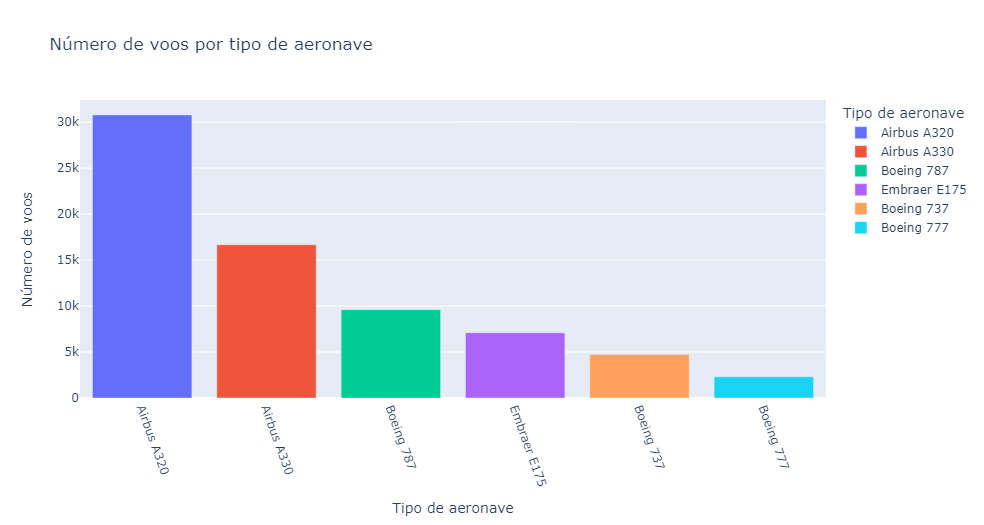 Número de voos por tipo de aeronave
Número de voos
30k
25k
20k
15k
10k
5k
0
Airbus A320
Airbus A330
Boeing 787
Embraer E175
Boeing 737
Boeing 777
Tipo de aeronave
Tipo de aeronave
Airbus A320
Airbus A330
Boeing 787
Embraer E175
Boeing 737
Boeing 777